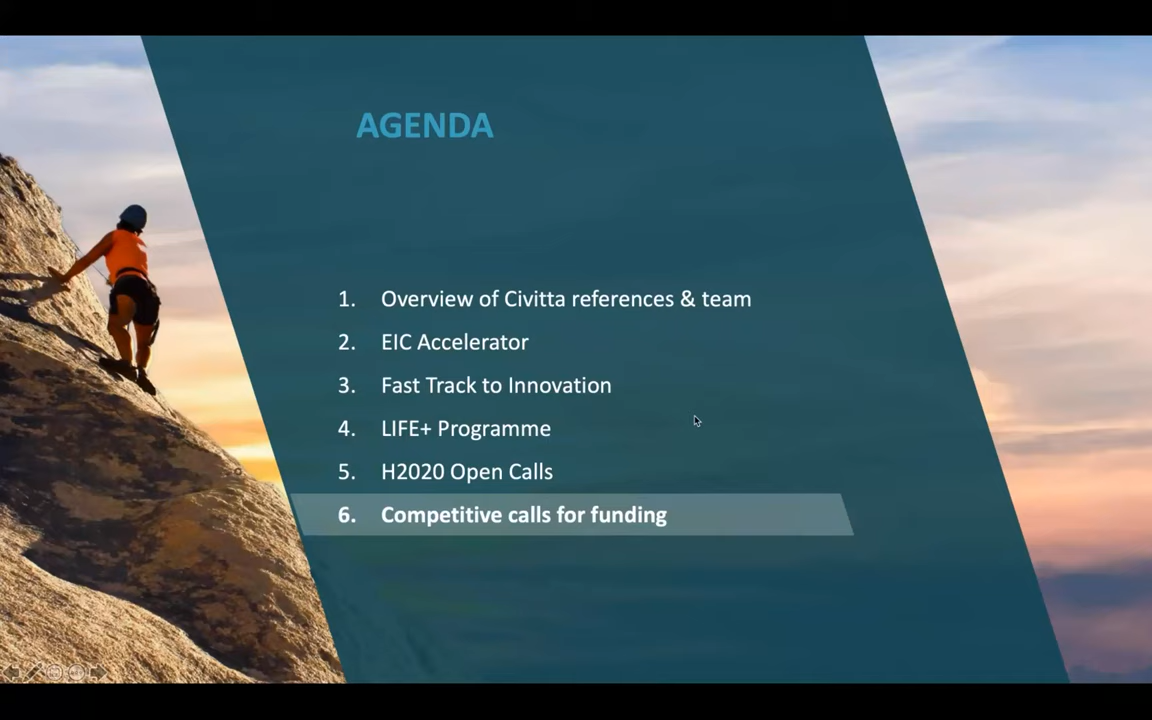 AGENDA
1. Overview of Civitta references & team
2. EIC Accelerator
3. Fast Track to Innovation
4. LIFE+ Programme
5. H2020 Open Calls
6. Competitive calls for funding